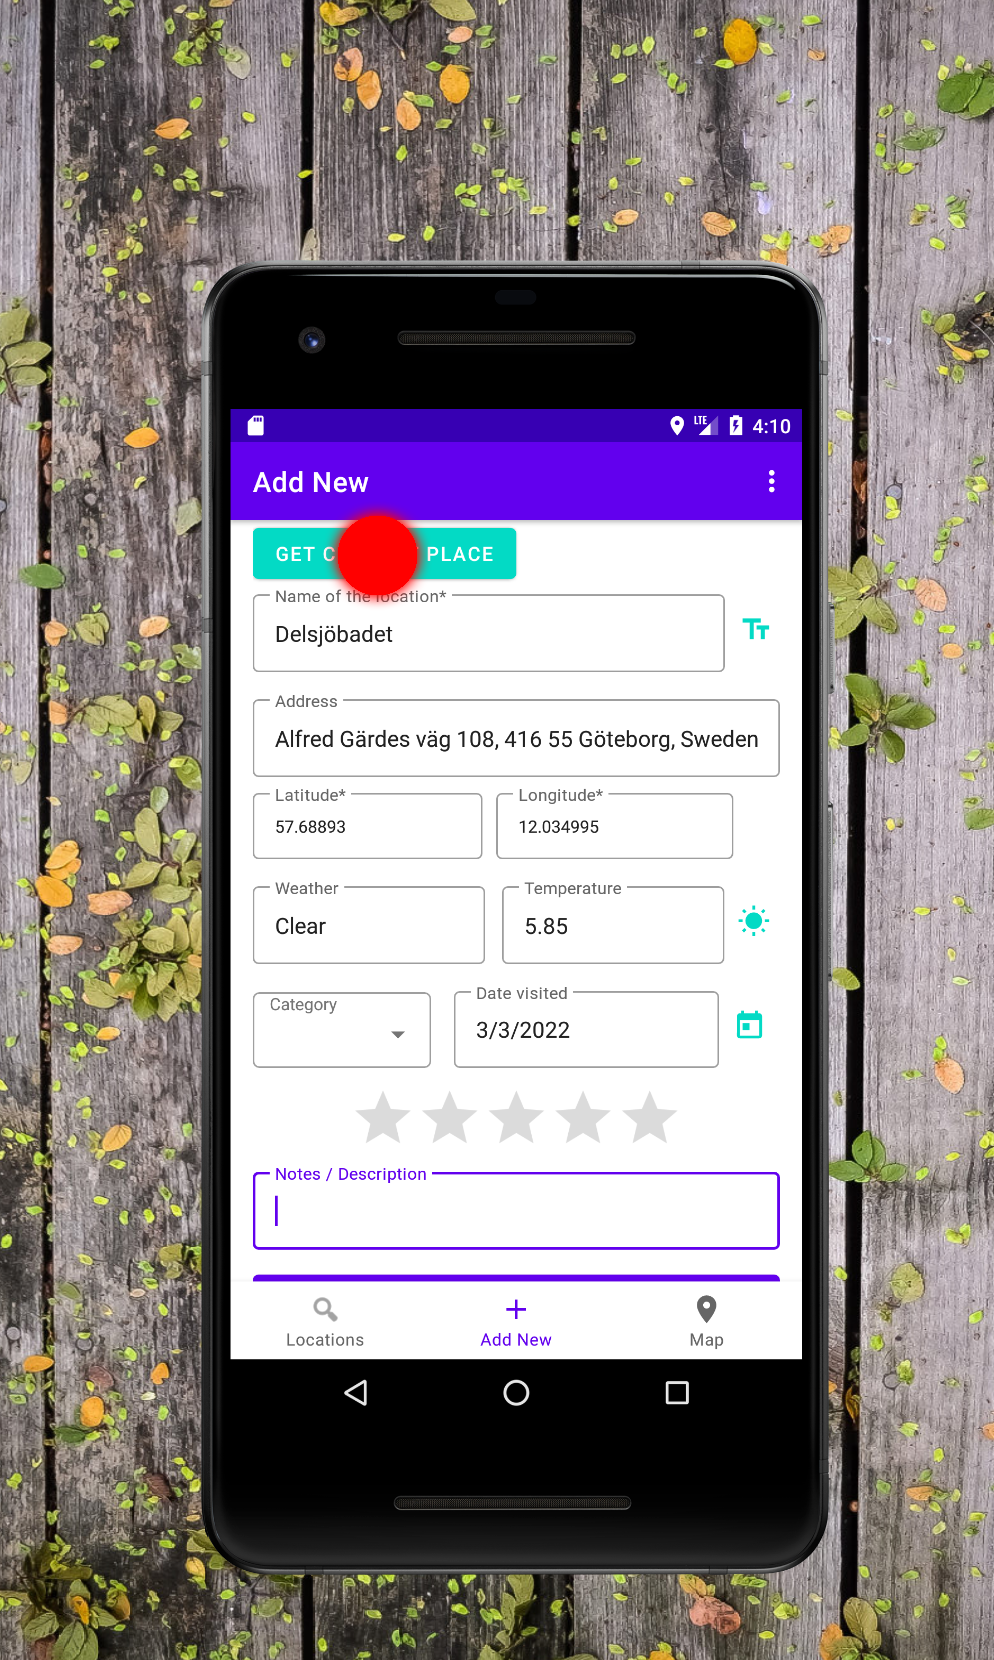 LTE 4:10
Add New
GET C PLACE
Name of the location*
Delsjöbadet
Address
Alfred Gärdes väg 108, 416 55 Göteborg, Sweden
Latitude* Longitude*
57.68893 12.034995
Weather Temperature
Clear 5.85
Category Date visited
3/3/2022
Notes / Description
Locations Add New Map